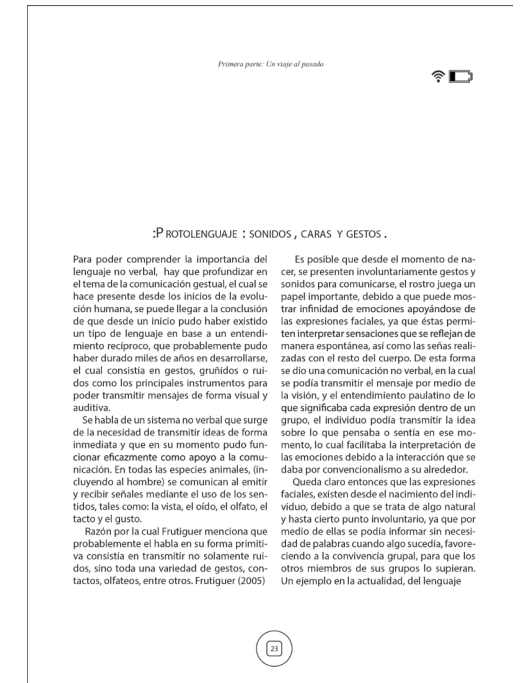 Primera parte: Un viaje al pasado
:PROTOLENGUAJE : SONIDOS , CARAS Y GESTOS .
Para poder comprender la importancia del
lenguaje no verbal, hay que profundizar en
el tema de la comunicación gestual, el cual se
hace presente desde los inicios de la evolu-
ción humana, se puede llegar a la conclusión
de que desde un inicio pudo haber existido
un tipo de lenguaje en base a un entendi-
miento recíproco, que probablemente pudo
haber durado miles de años en desarrollarse,
el cual consistía en gestos, gruñidos o rui-
dos como los principales instrumentos para
poder transmitir mensajes de forma visual y
auditiva.
Se habla de un sistema no verbal que surge
de la necesidad de transmitir ideas de forma
inmediata y que en su momento pudo fun-
cionar eficazmente como apoyo a la comu-
nicación. En todas las especies animales, (in-
cluyendo al hombre) se comunican al emitir
y recibir señales mediante el uso de los sen-
tidos, tales como: la vista, el oído, el olfato, el
tacto y el gusto.
Razón por la cual Frutiguer menciona que
probablemente el habla en su forma primiti-
va consistía en transmitir no solamente rui-
dos, sino toda una variedad de gestos, con-
tactos, olfateos, entre otros. Frutiguer (2005)
Es posible que desde el momento de na-
cer, se presenten involuntariamente gestos y
sonidos para comunicarse, el rostro juega un
papel importante, debido a que puede mos-
trar infinidad de emociones apoyándose de
las expresiones faciales, ya que éstas permi-
ten interpretar sensaciones que se reflejan de
manera espontánea, así como las señas reali-
zadas con el resto del cuerpo. De esta forma
se dio una comunicación no verbal, en la cual
se podía transmitir el mensaje por medio de
la visión, y el entendimiento paulatino de lo
que significaba cada expresión dentro de un
grupo, el individuo podía transmitir la idea
sobre lo que pensaba o sentía en ese mo-
mento, lo cual facilitaba la interpretación de
las emociones debido a la interacción que se
daba por convencionalismo a su alrededor.
Queda claro entonces que las expresiones
faciales, existen desde el nacimiento del indi-
viduo, debido a que se trata de algo natural
y hasta cierto punto involuntario, ya que por
medio de ellas se podía informar sin necesi-
dad de palabras cuando algo sucedía, favore-
ciendo a la convivencia grupal, para que los
otros miembros de sus grupos lo supieran.
Un ejemplo en la actualidad, del lenguaje
23